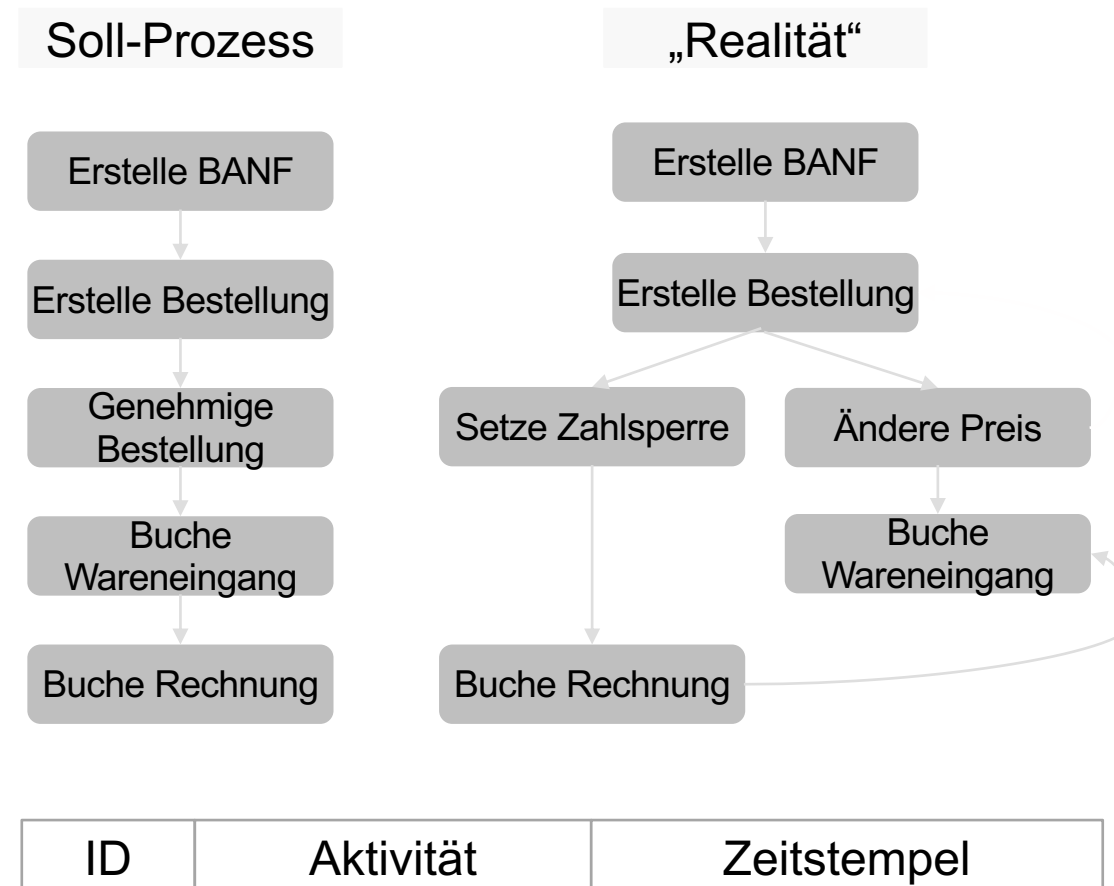 Soll-Prozess
„Realität“
Erstelle BANF
Erstelle Bestellung
Genehmige
Bestellung
Buche
Wareneingang
Buche Rechnung
Erstelle BANF
Erstelle Bestellung
Setze Zahlsperre
Ändere Preis
Buche
Wareneingang
Buche Rechnung
ID
Aktivität
Zeitstempel